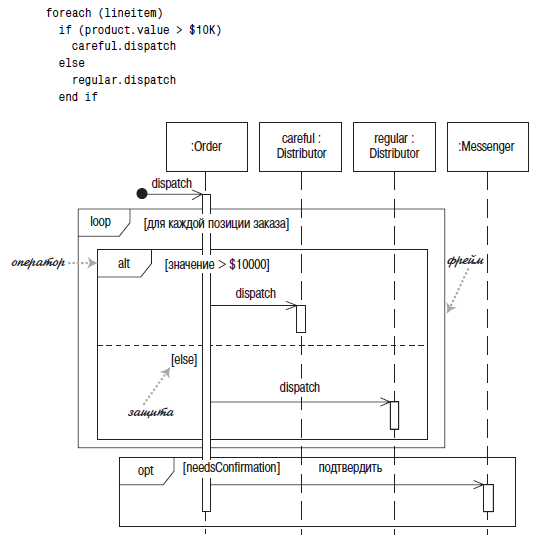 foreach (lineitem)
if (product.value > $10K)
careful.dispatch
else
regular.dispatch
end if
:Order
careful :
Distributor
regular :
Distributor
:Messenger
dispatch
loop
[для каждой позиции заказа]
оператор
alt
[значение > $10000]
фрейм
dispatch
[else]
dispatch
защита
opt
[needsConfirmation]
подтвердить